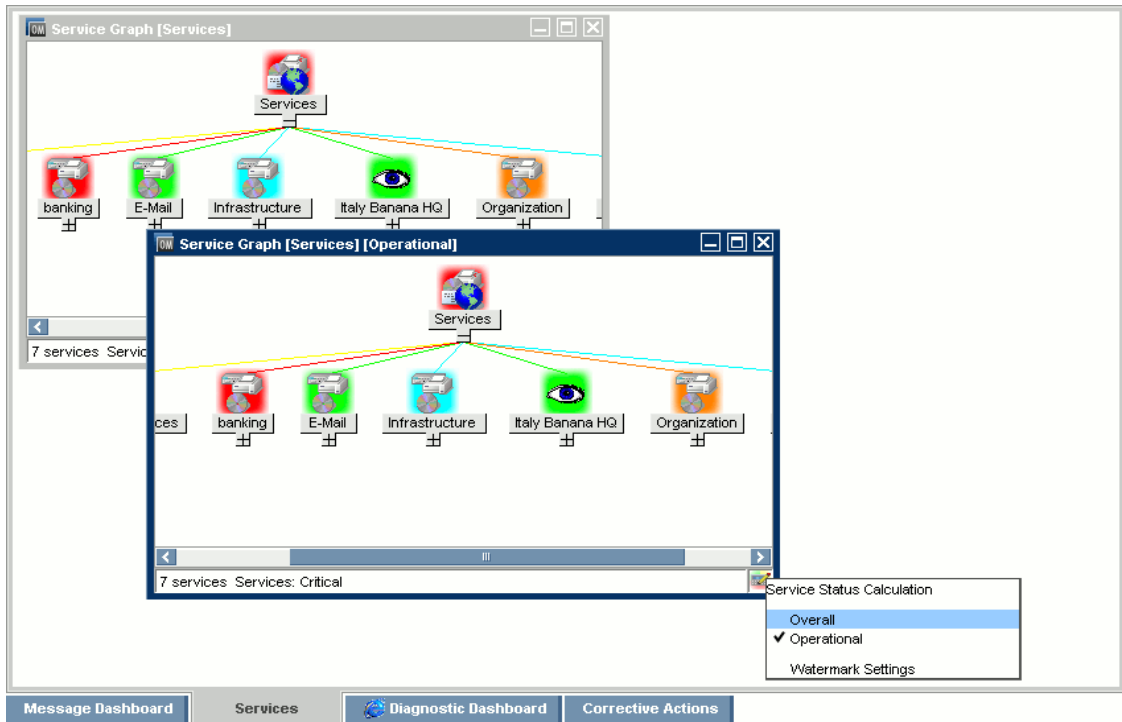 OM Service Graph [Services]
Services
banking E-Mail Infrastructure Italy Banana HQ Organization
7 services Servic
OM Service Graph [Services] [Operational]
Services
ces banking E-Mail Infrastructure Italy Banana HQ Organization
7 services Services: Critical
Service Status Calculation
Overall
Operational
Watermark Settings
Message Dashboard Services Diagnostic Dashboard Corrective Actions